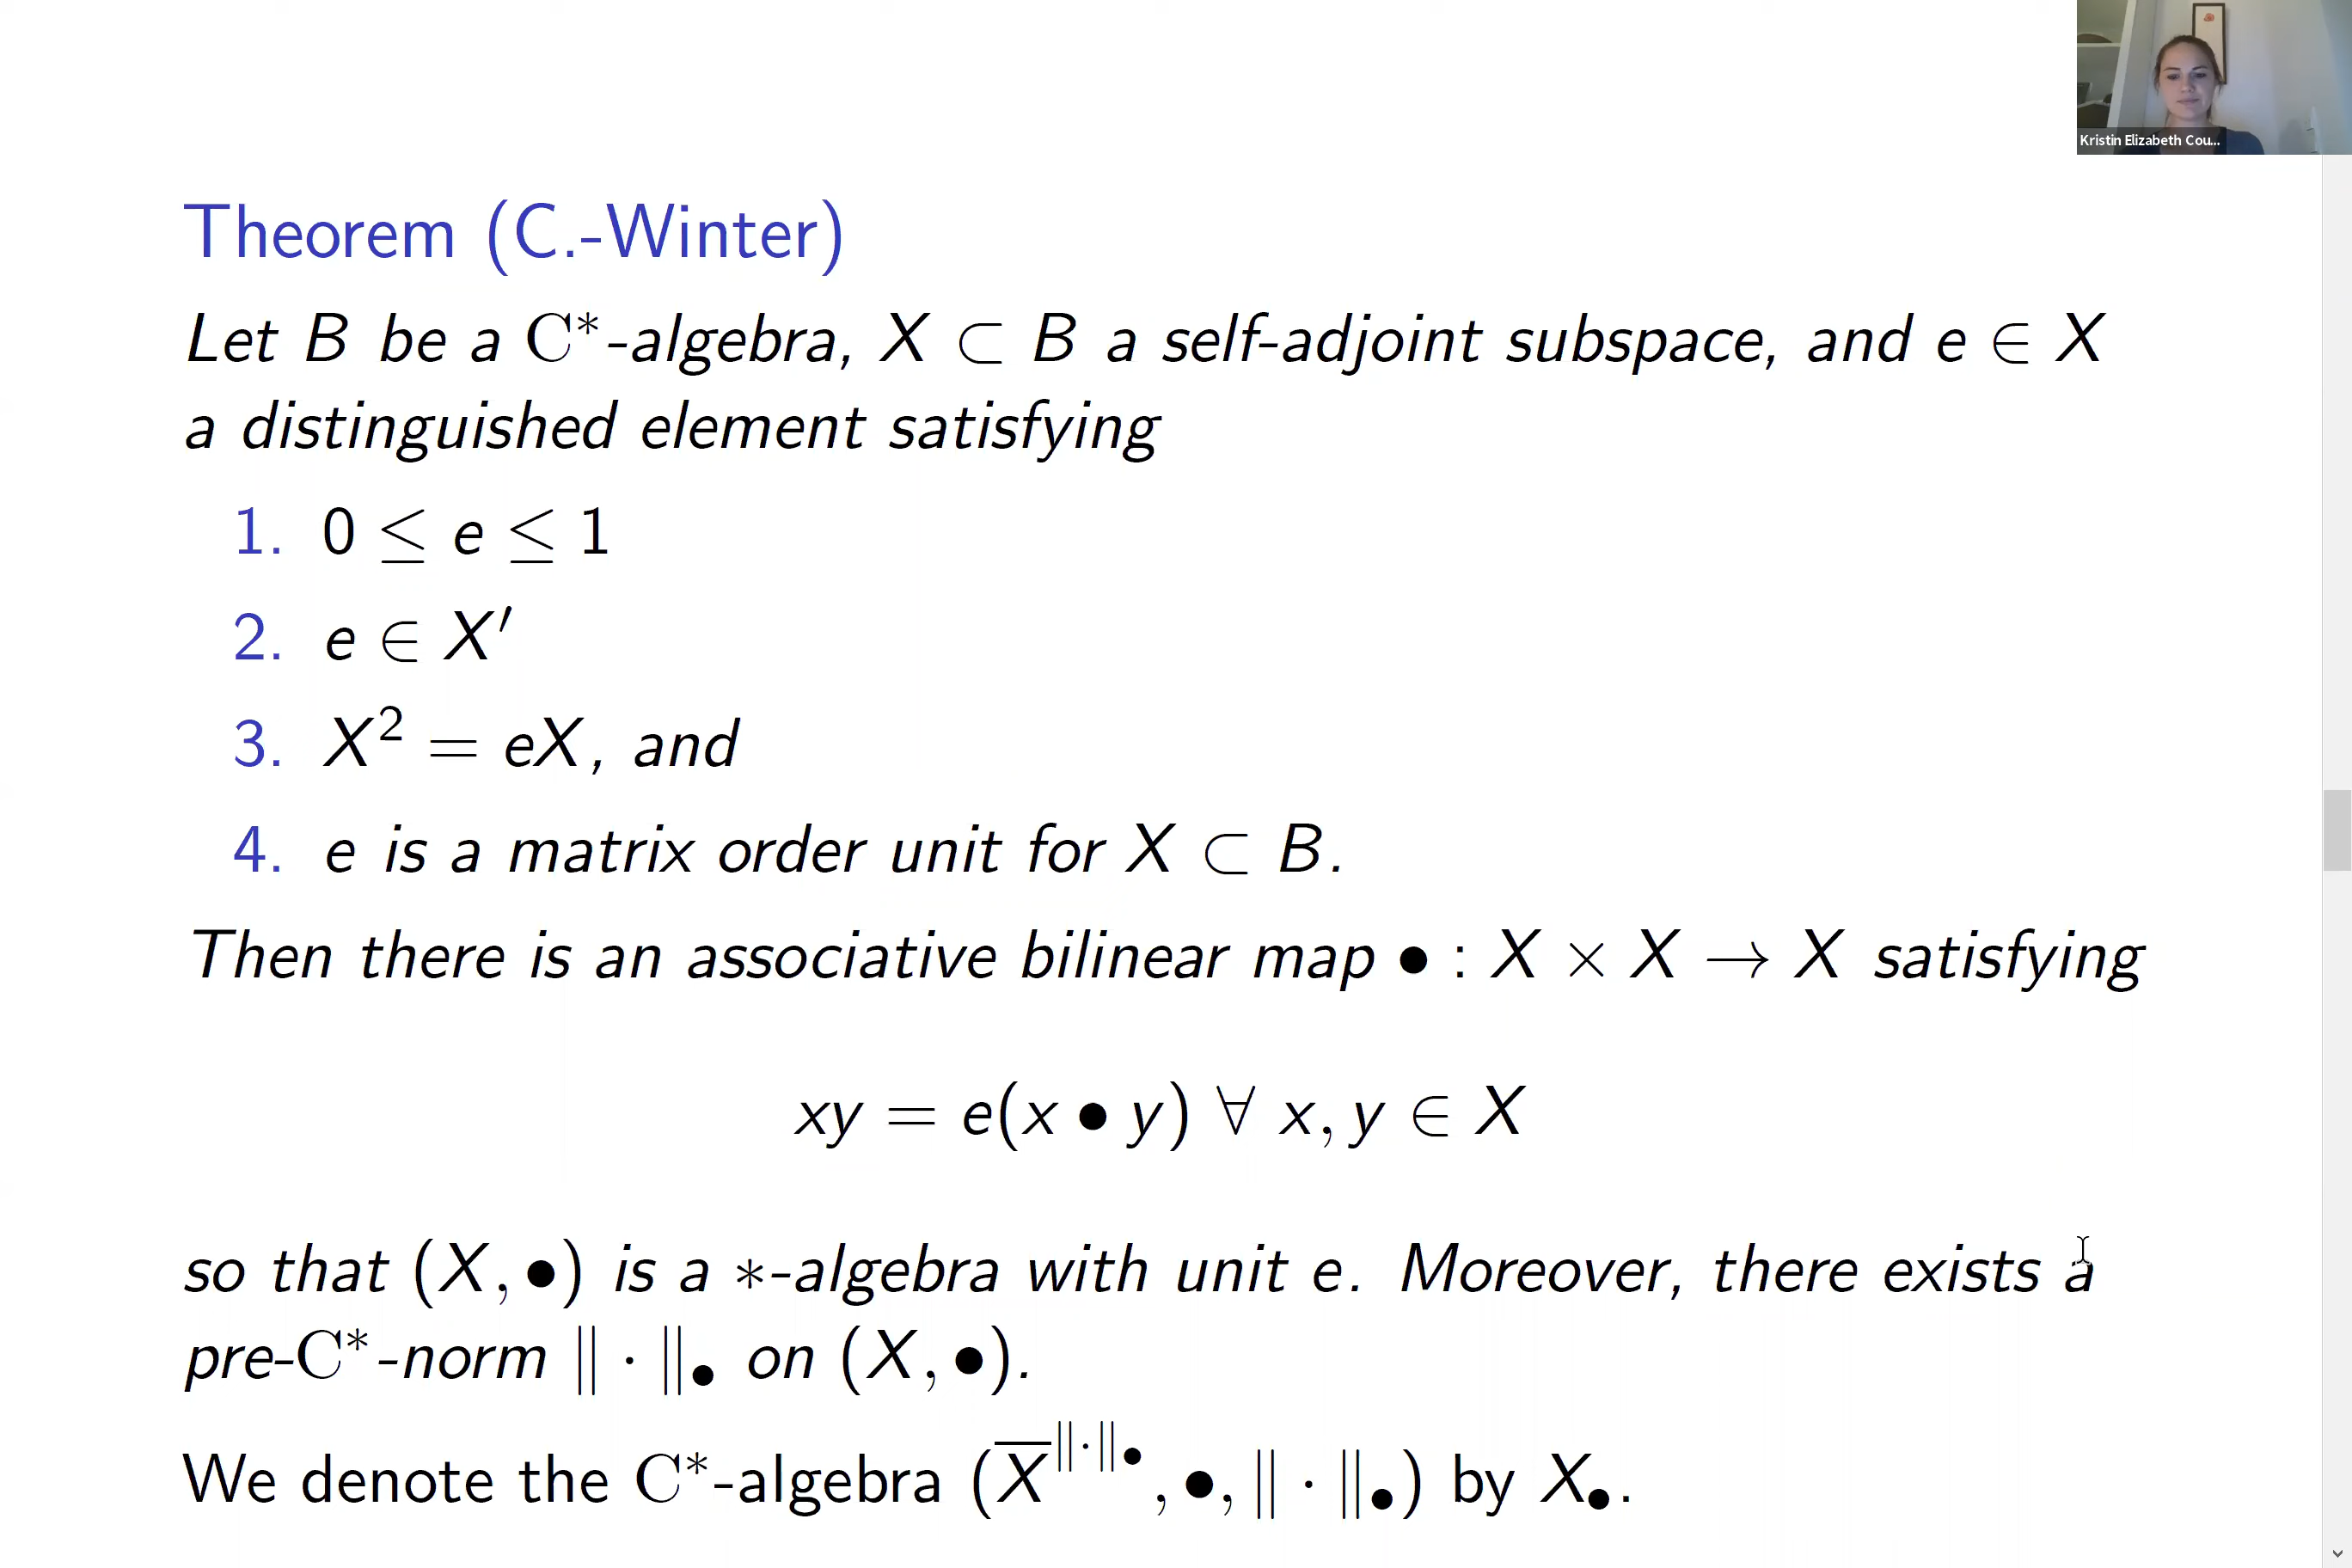 Kristin Elizabeth Cou...
Theorem (C.-Winter)
Let B be a C*-algebra, X ⊂ B a self-adjoint subspace, and e ∈ X
a distinguished element satisfying
1. 0 ≤ e ≤ 1
2. e ∈ X′
3. X² = eX, and
4. e is a matrix order unit for X ⊂ B.
Then there is an associative bilinear map • : X × X → X satisfying
xy = e(x • y) ∀ x, y ∈ X
so that (X, •) is a *-algebra with unit e. Moreover, there exists a
pre-C*-norm ‖ · ‖• on (X, •).
We denote the C*-algebra (X̅^‖·‖•, •, ‖ · ‖•) by X•.